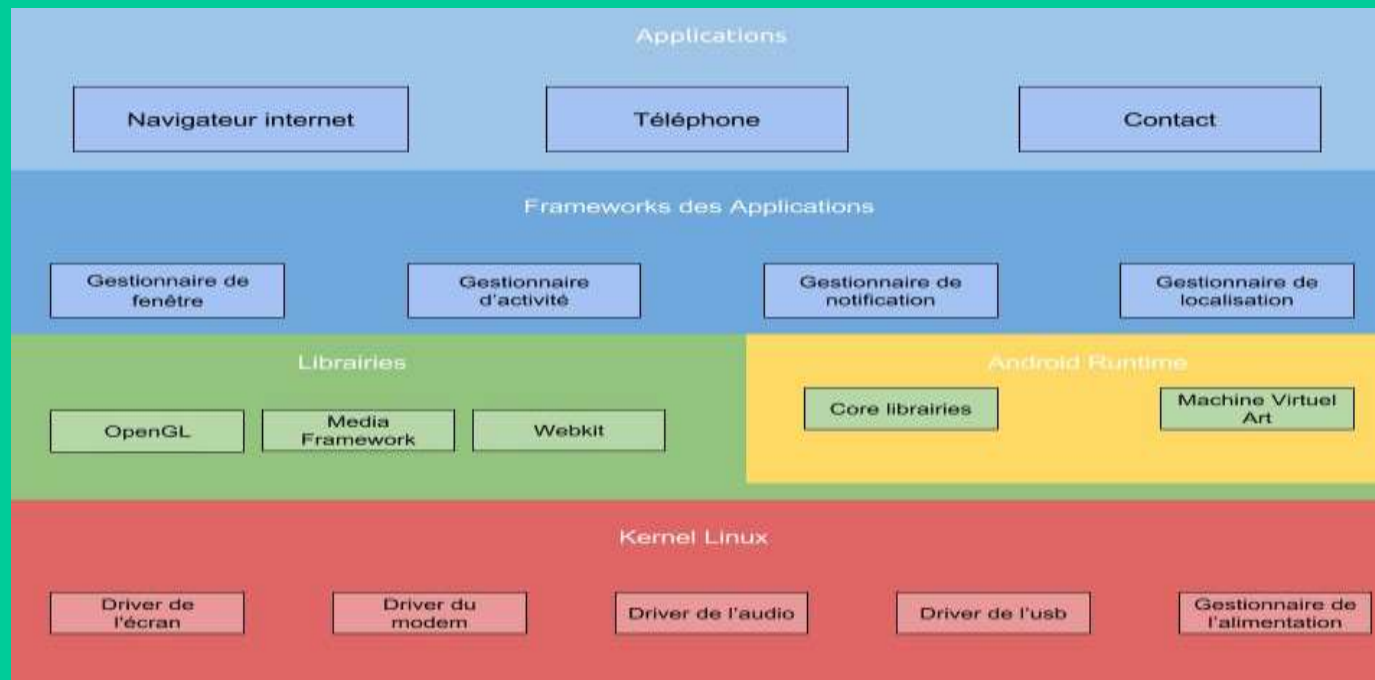 Applications
Navigateur internet
Téléphone
Contact
Frameworks des Applications
Gestionnaire de
fenêtre
Gestionnaire
d'activité
Gestionnaire de
notification
Gestionnaire de
localisation
Librairies
OpenGL
Media
Framework
Webkit
Android Runtime
Core librairies
Machine Virtuel
Art
Kernel Linux
Driver de
l'écran
Driver du
modem
Driver de l'audio
Driver de l'usb
Gestionnaire de
l'alimentation